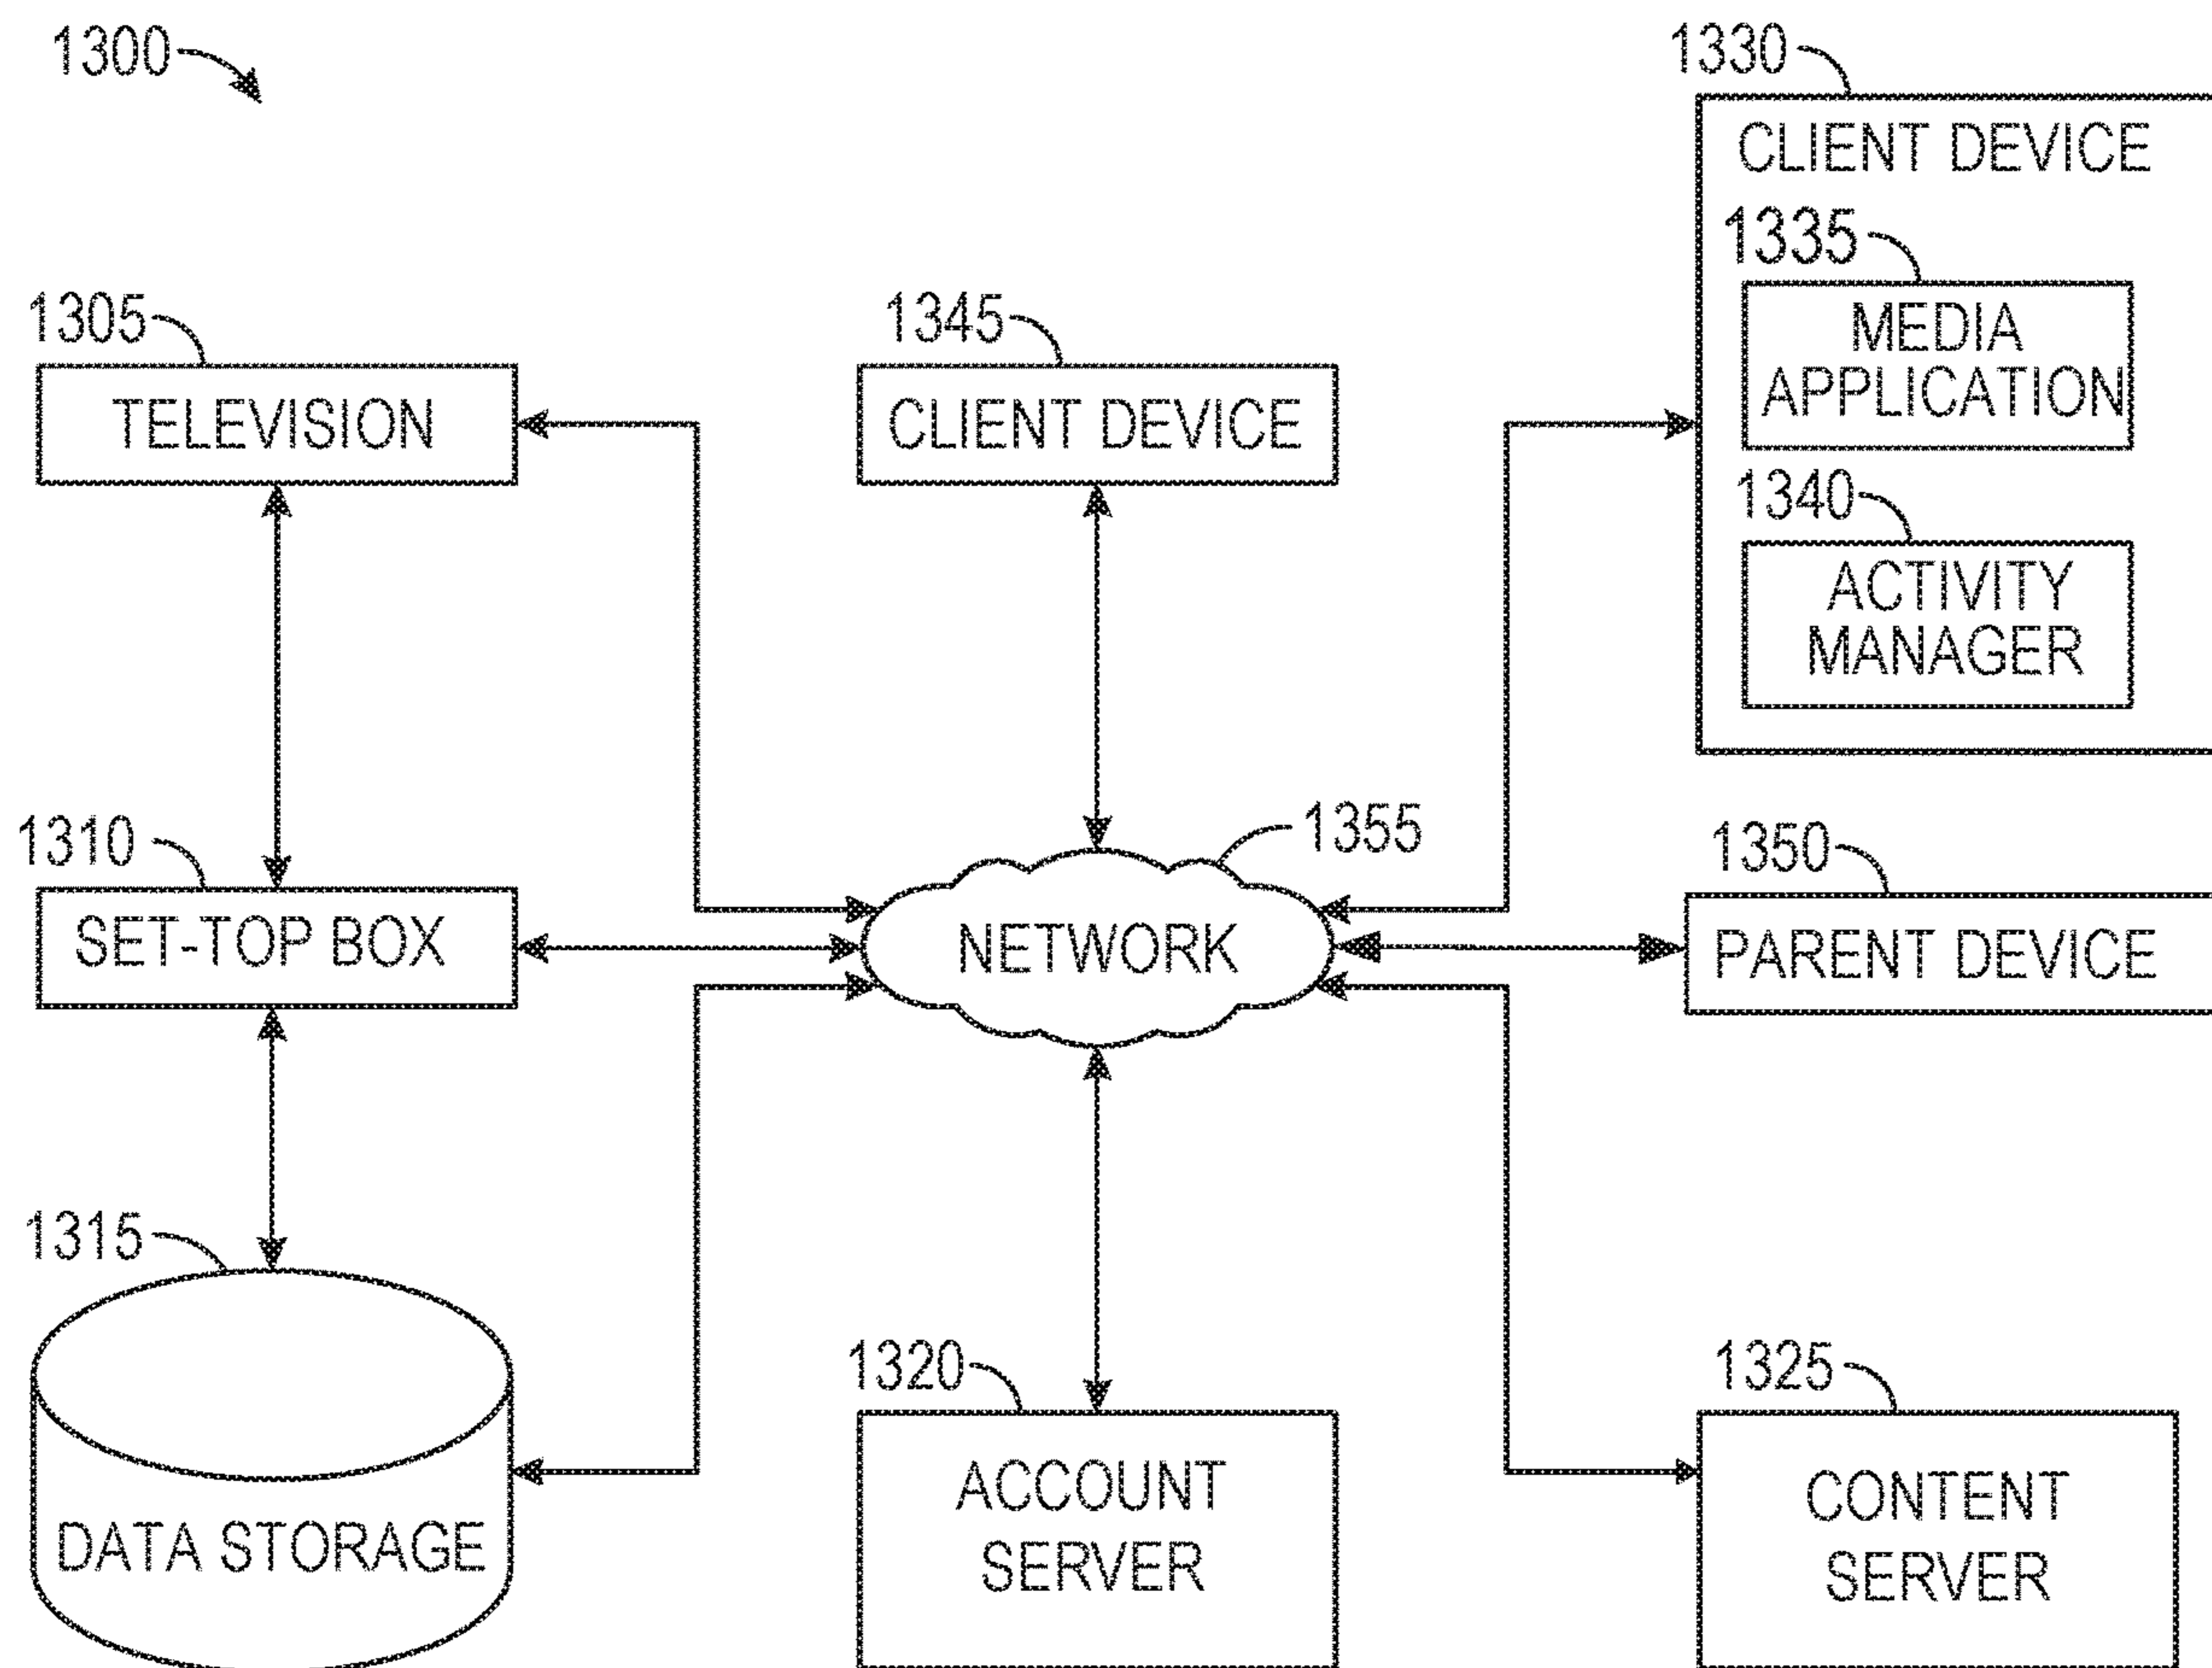 1300
1330
CLIENT DEVICE
1335
MEDIA
APPLICATION
1340
ACTIVITY
MANAGER
1305
TELEVISION
1345
CLIENT DEVICE
1310
SET-TOP BOX
1355
NETWORK
1350
PARENT DEVICE
1315
DATA STORAGE
1320
ACCOUNT
SERVER
1325
CONTENT
SERVER